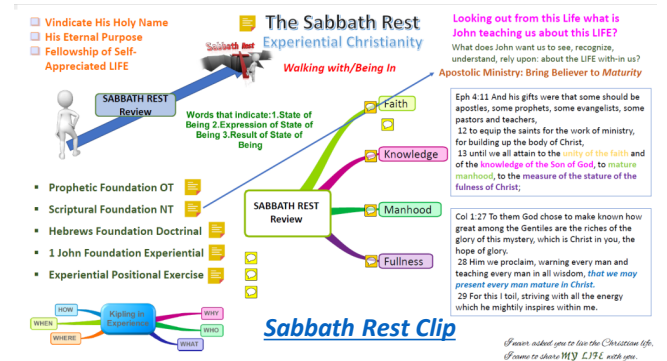 Vindicate His Holy Name
His Eternal Purpose
Fellowship of Self-
Appreciated LIFE
The Sabbath Rest
Experiential Christianity
Walking with/Being In
Sabbath Rest
SABBATH REST
Review
Words that indicate:1.State of
Being 2.Expression of State of
Being 3.Result of State of
Being
Looking out from this Life what is
John teaching us about this LIFE?
What does John want us to see, recognize,
understand, rely upon: about the LIFE with-in us?
Apostolic Ministry: Bring Believer to Maturity
Faith
Knowledge
Manhood
Fullness
SABBATH REST
Review
Prophetic Foundation OT
Scriptural Foundation NT
Hebrews Foundation Doctrinal
1 John Foundation Experiential
Experiential Positional Exercise
Eph 4:11 And his gifts were that some should be
apostles, some prophets, some evangelists, some
pastors and teachers,
12 to equip the saints for the work of ministry,
for building up the body of Christ,
13 until we all attain to the unity of the faith and
of the knowledge of the Son of God, to mature
manhood, to the measure of the stature of the
fulness of Christ;
Col 1:27 To them God chose to make known how
great among the Gentiles are the riches of the
glory of this mystery, which is Christ in you, the
hope of glory.
28 Him we proclaim, warning every man and
teaching every man in all wisdom, that we may
present every man mature in Christ.
29 For this I toil, striving with all the energy
which he mightily inspires within me.
Kipling in
Experience
HOW
WHEN
WHERE
WHY
WHO
WHAT
Sabbath Rest Clip
I never asked you to live the Christian life,
I came to share MY LIFE with you.